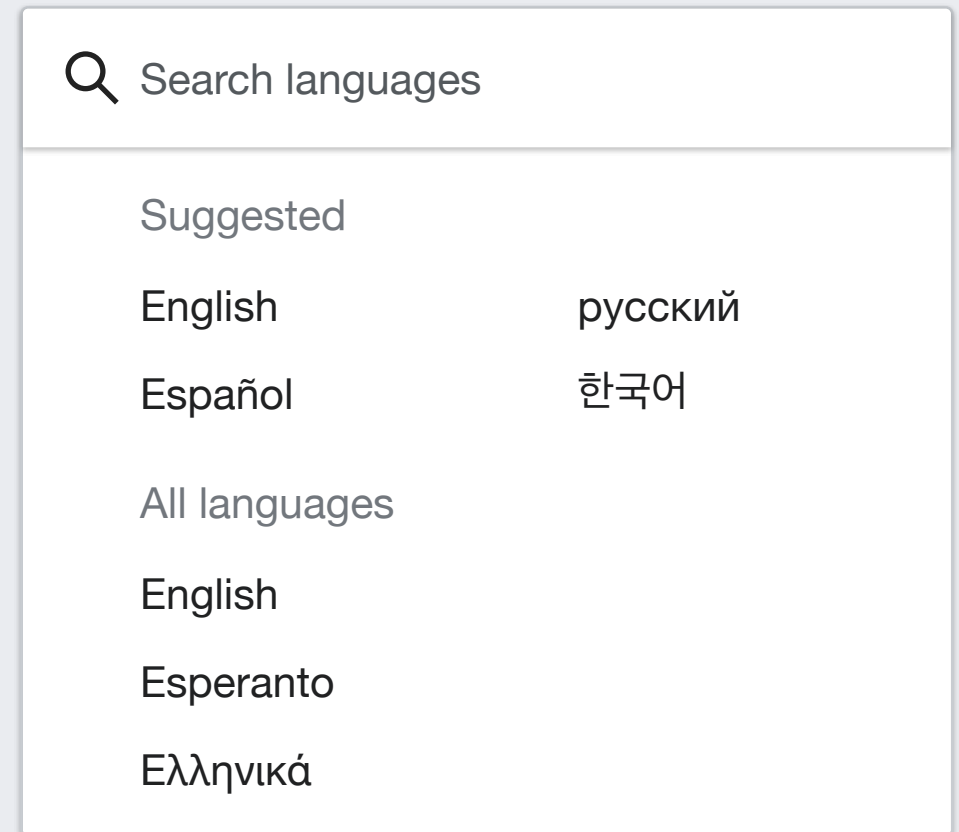 Search languages
Suggested
English русский
Español 한국어
All languages
English
Esperanto
Ελληνικά